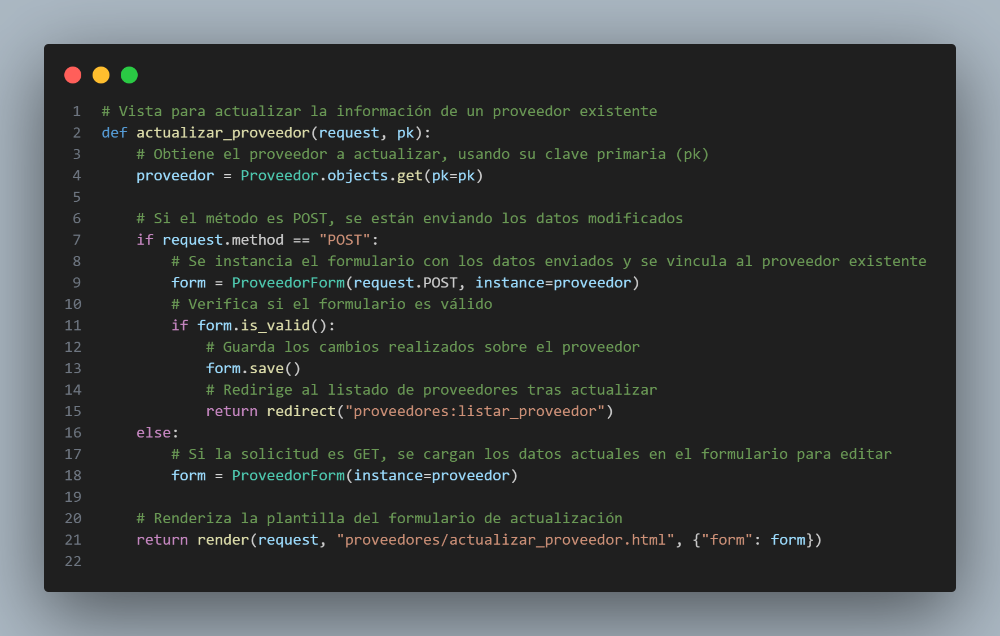 1 # Vista para actualizar la información de un proveedor existente
2 def actualizar_proveedor(request, pk):
3     # Obtiene el proveedor a actualizar, usando su clave primaria (pk)
4     proveedor = Proveedor.objects.get(pk=pk)
5
6     # Si el método es POST, se están enviando los datos modificados
7     if request.method == "POST":
8         # Se instancia el formulario con los datos enviados y se vincula al proveedor existente
9         form = ProveedorForm(request.POST, instance=proveedor)
10         # Verifica si el formulario es válido
11         if form.is_valid():
12             # Guarda los cambios realizados sobre el proveedor
13             form.save()
14             # Redirige al listado de proveedores tras actualizar
15             return redirect("proveedores:listar_proveedor")
16     else:
17         # Si la solicitud es GET, se cargan los datos actuales en el formulario para editar
18         form = ProveedorForm(instance=proveedor)
19
20     # Renderiza la plantilla del formulario de actualización
21     return render(request, "proveedores/actualizar_proveedor.html", {"form": form})
22